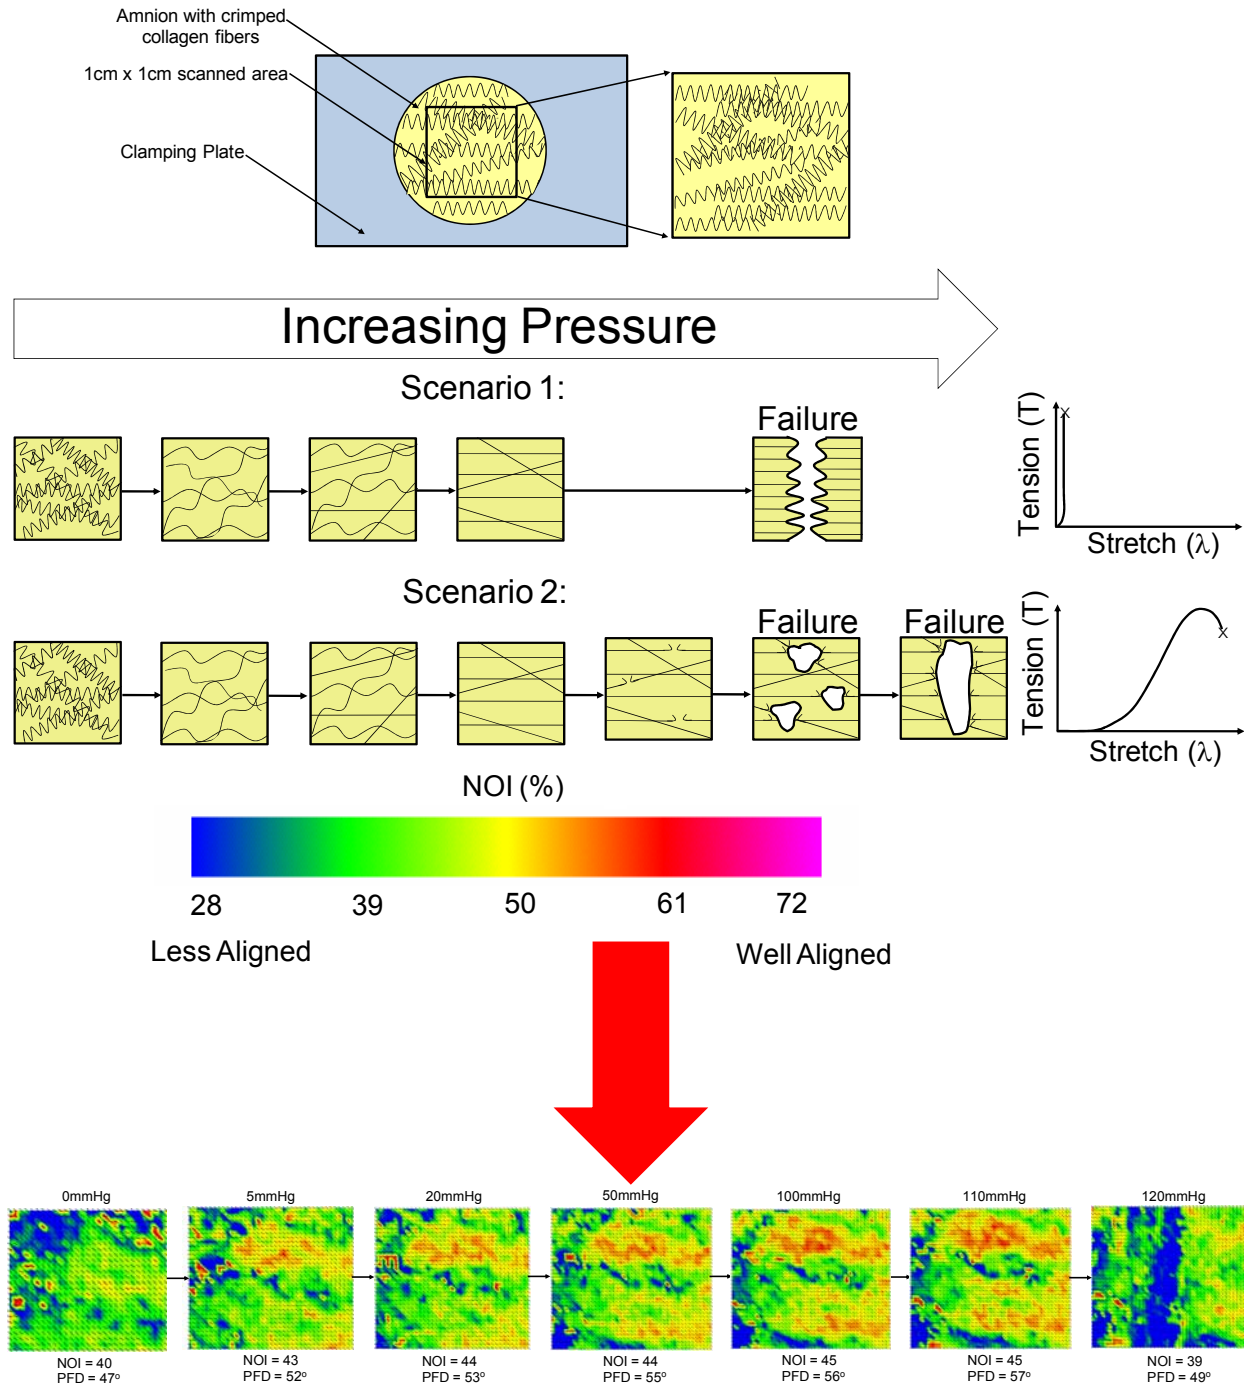 Amnion with crimped
collagen fibers
1cm x 1cm scanned area
Clamping Plate
Increasing Pressure
Scenario 1:
Failure
Tension (T)
Stretch (λ)
x
Scenario 2:
Failure
Failure
Tension (T)
Stretch (λ)
x
NOI (%)
28 39 50 61 72
Less Aligned Well Aligned
0mmHg 5mmHg 20mmHg 50mmHg 100mmHg 110mmHg 120mmHg
NOI = 40 NOI = 43 NOI = 44 NOI = 44 NOI = 45 NOI = 45 NOI = 39
PFD = 47º PFD = 52º PFD = 53º PFD = 55º PFD = 56º PFD = 57º PFD = 49º